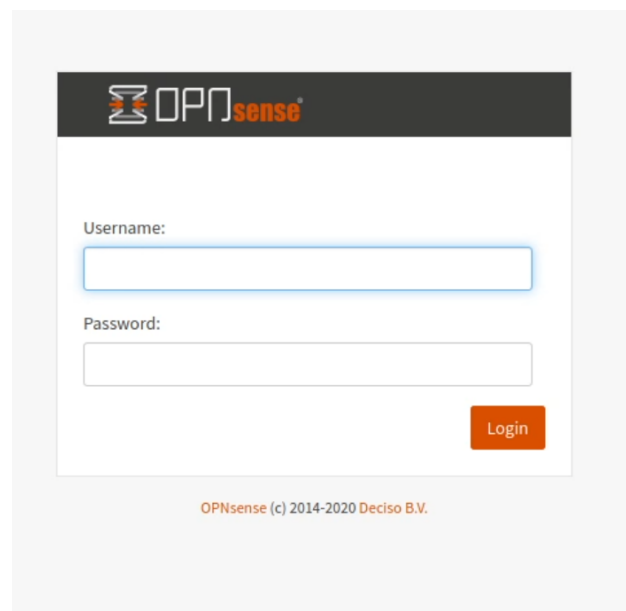 OPNsense®
Username:
Password:
Login
OPNsense (c) 2014-2020 Deciso B.V.